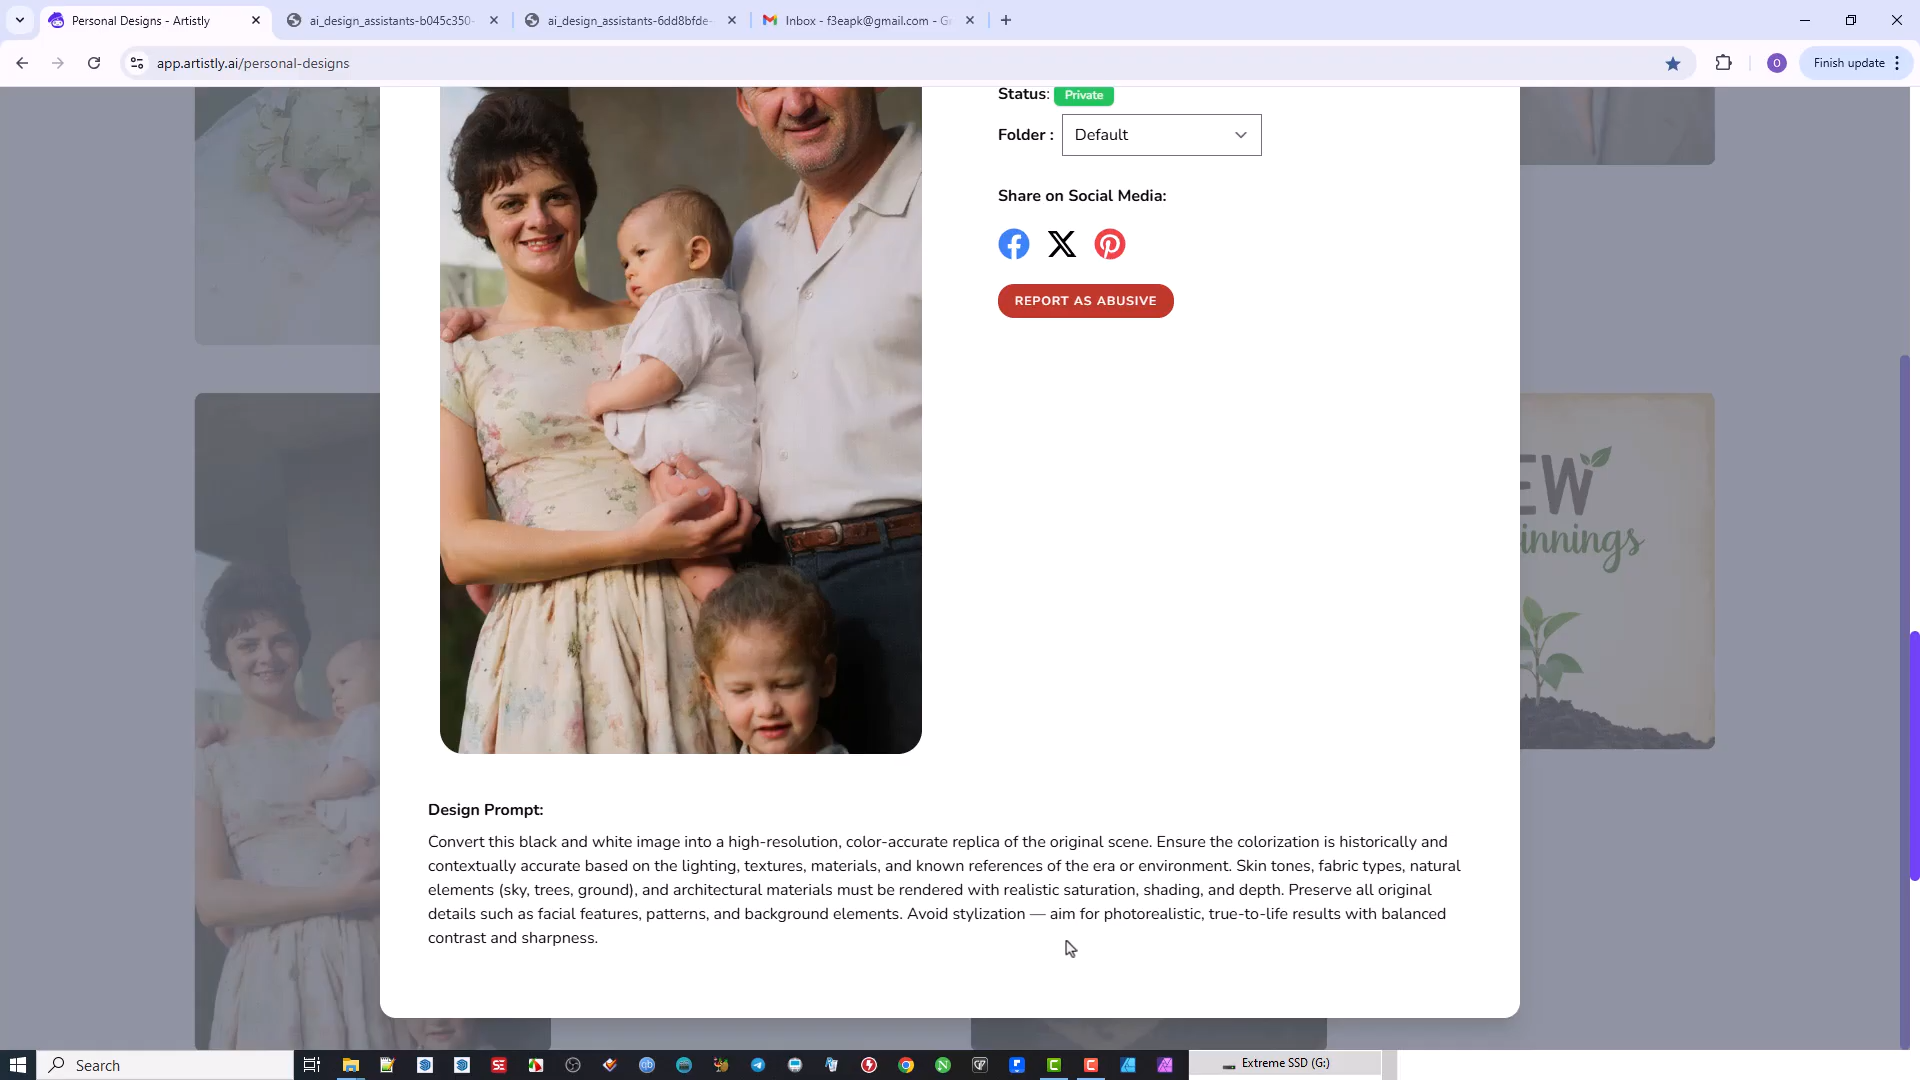 Personal Designs - Artistly
ai_design_assistants-b045c350-
ai_design_assistants-6dd8bfde-
Inbox - f3eapk@gmail.com - G
app.artistly.ai/personal-designs
O
Finish update
Status: Private
Folder : Default
Share on Social Media:
REPORT AS ABUSIVE
EW
innings
Design Prompt:
Convert this black and white image into a high-resolution, color-accurate replica of the original scene. Ensure the colorization is historically and
contextually accurate based on the lighting, textures, materials, and known references of the era or environment. Skin tones, fabric types, natural
elements (sky, trees, ground), and architectural materials must be rendered with realistic saturation, shading, and depth. Preserve all original
details such as facial features, patterns, and background elements. Avoid stylization — aim for photorealistic, true-to-life results with balanced
contrast and sharpness.
Search
SE
qb
Extreme SSD (G:)